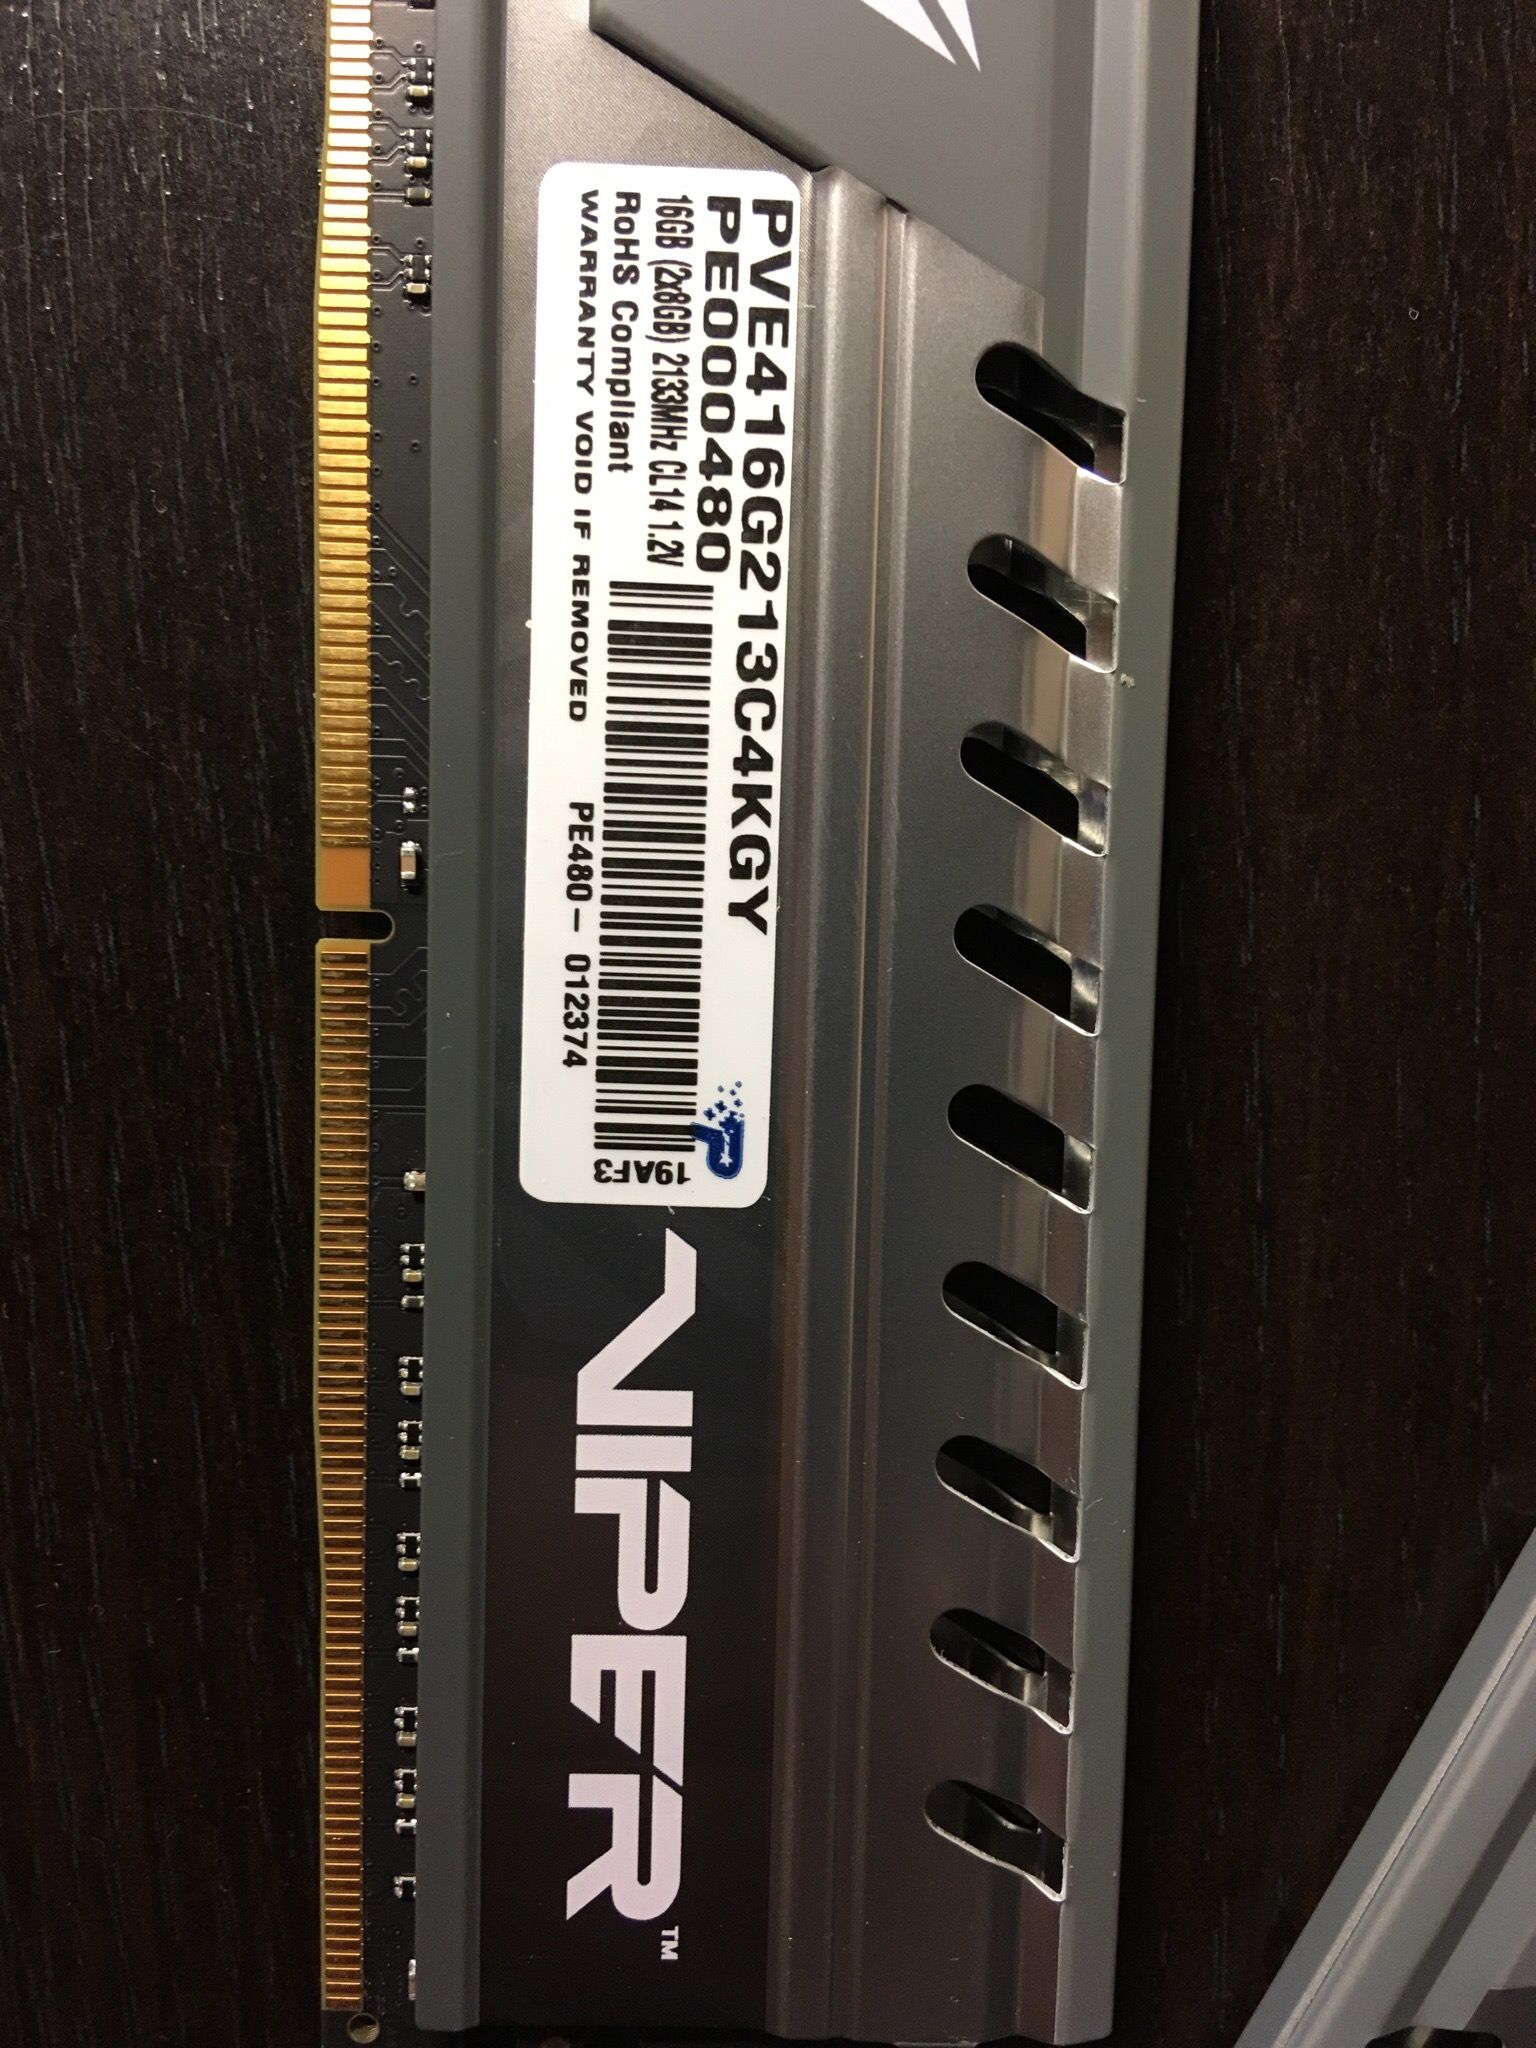 PVE416G213C4KGY
PE000480
16GB (2x8GB) 2133MHz CL14 1.2V
RoHS Compliant
WARRANTY VOID IF REMOVED
PE480- 012374
19AF3
P
VIPER™